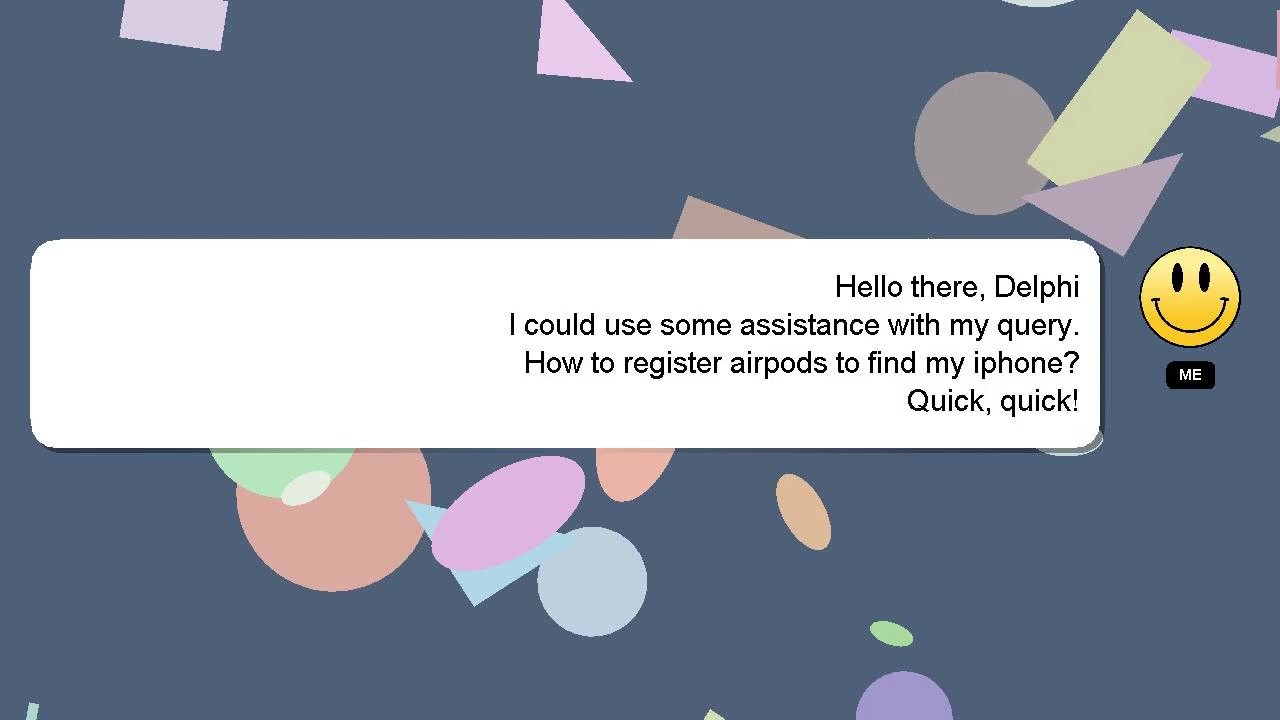 Hello there, Delphi
I could use some assistance with my query.
How to register airpods to find my iphone?
Quick, quick!
ME